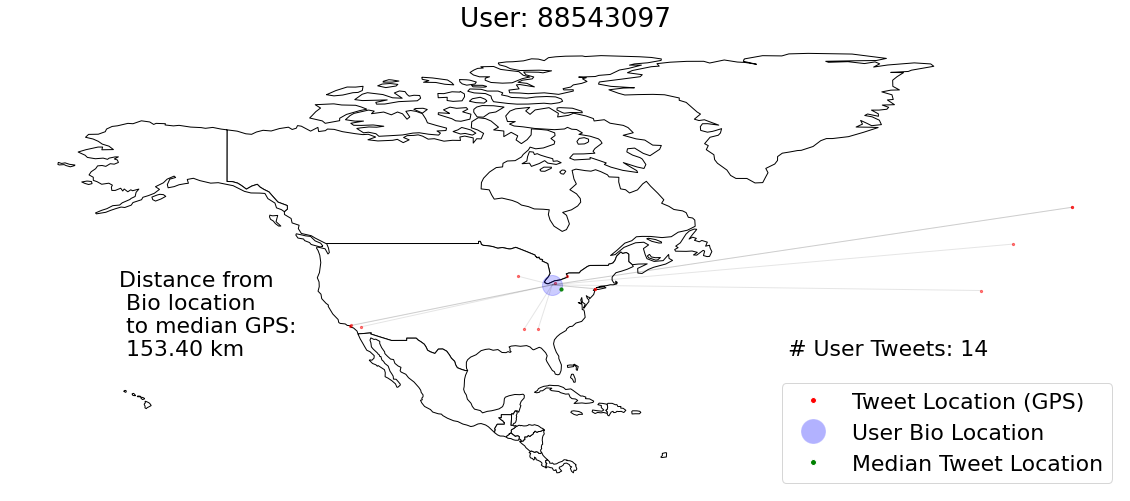 User: 88543097
Distance from
Bio location
to median GPS:
153.40 km
# User Tweets: 14
Tweet Location (GPS)
User Bio Location
Median Tweet Location